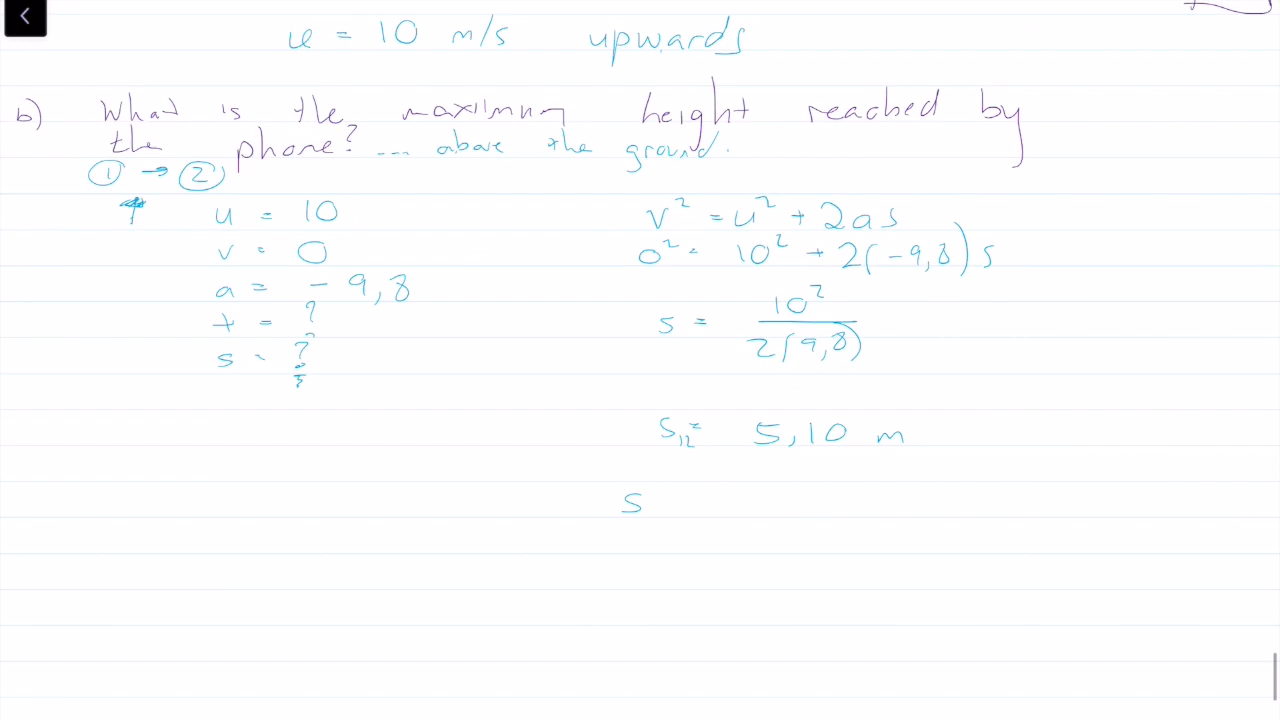 u = 10 m/s upwards
b) What is the maximum height reached by
the phone? ... above the ground.
① → ②
↑ u = 10
v = 0
a = - 9,8
t = ?
s = ?
v² = u² + 2as
0² = 10² + 2(-9,8) s
s = 10² / 2(9,8)
S₁₂ = 5,10 m
S